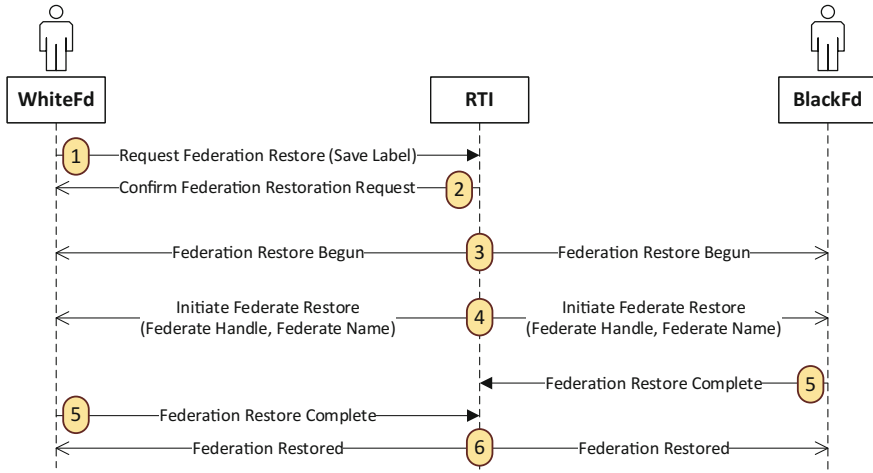 WhiteFd
RTI
BlackFd
1
Request Federation Restore (Save Label)
Confirm Federation Restoration Request
2
Federation Restore Begun
3
Federation Restore Begun
Initiate Federate Restore
(Federate Handle, Federate Name)
4
Initiate Federate Restore
(Federate Handle, Federate Name)
Federation Restore Complete
5
5
Federation Restore Complete
Federation Restored
6
Federation Restored